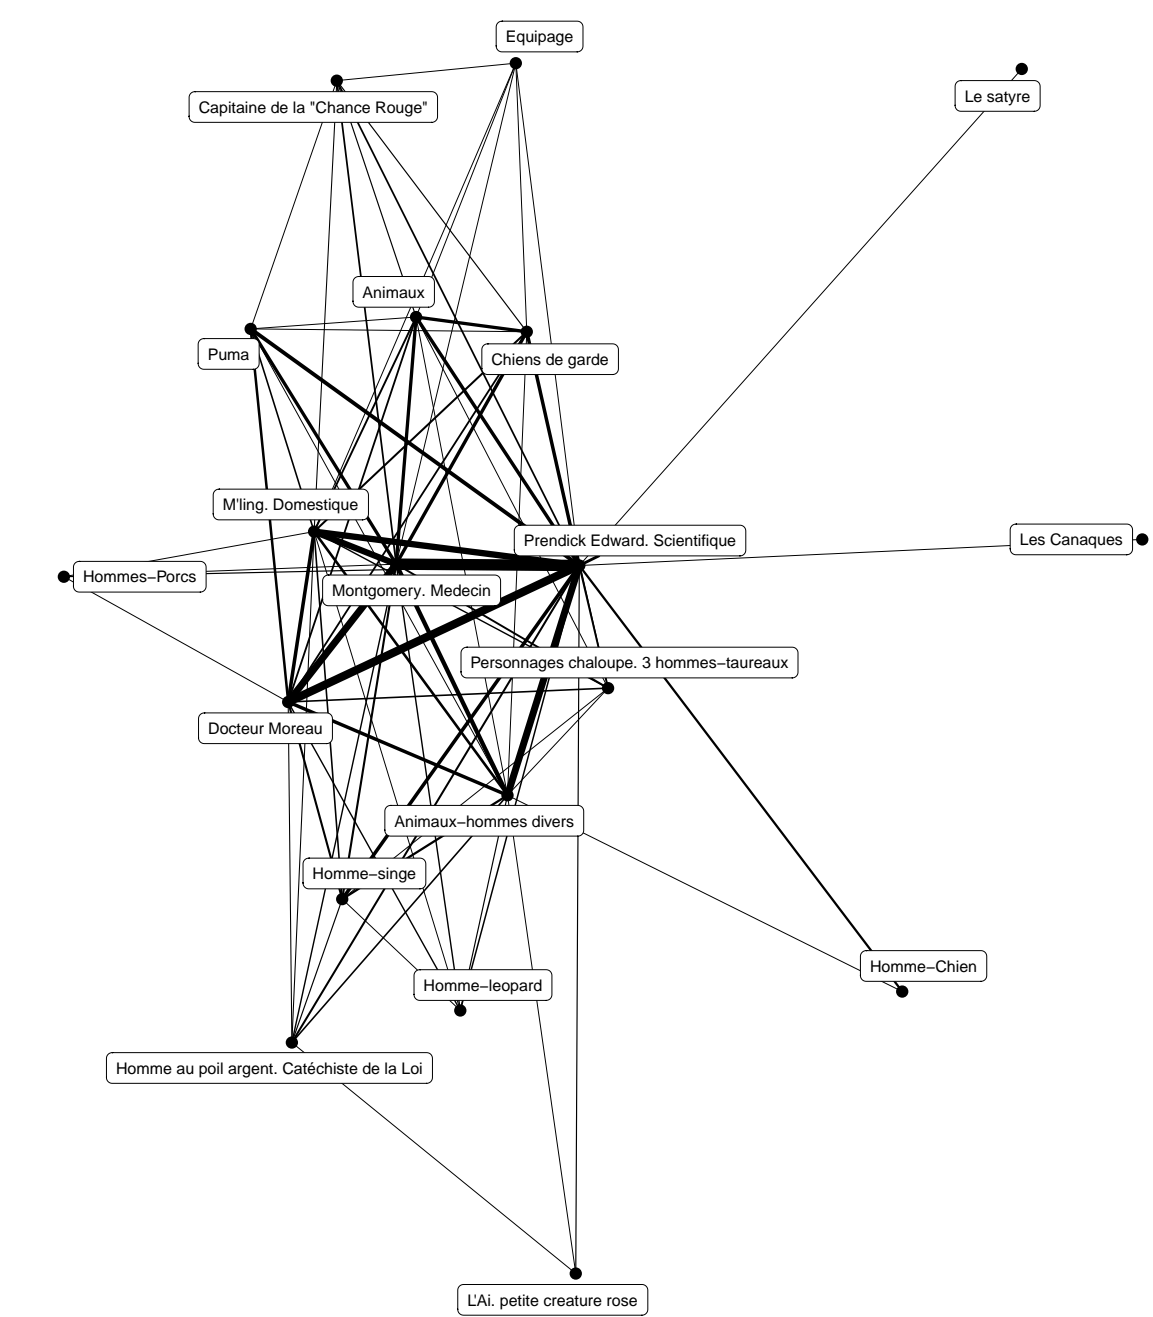 Equipage
Le satyre
Capitaine de la "Chance Rouge"
Animaux
Puma
Chiens de garde
M'ling. Domestique
Prendick Edward. Scientifique
Les Canaques
Hommes−Porcs
Montgomery. Medecin
Personnages chaloupe. 3 hommes−taureaux
Docteur Moreau
Animaux−hommes divers
Homme−singe
Homme−Chien
Homme−leopard
Homme au poil argent. Catéchiste de la Loi
L'Ai. petite creature rose